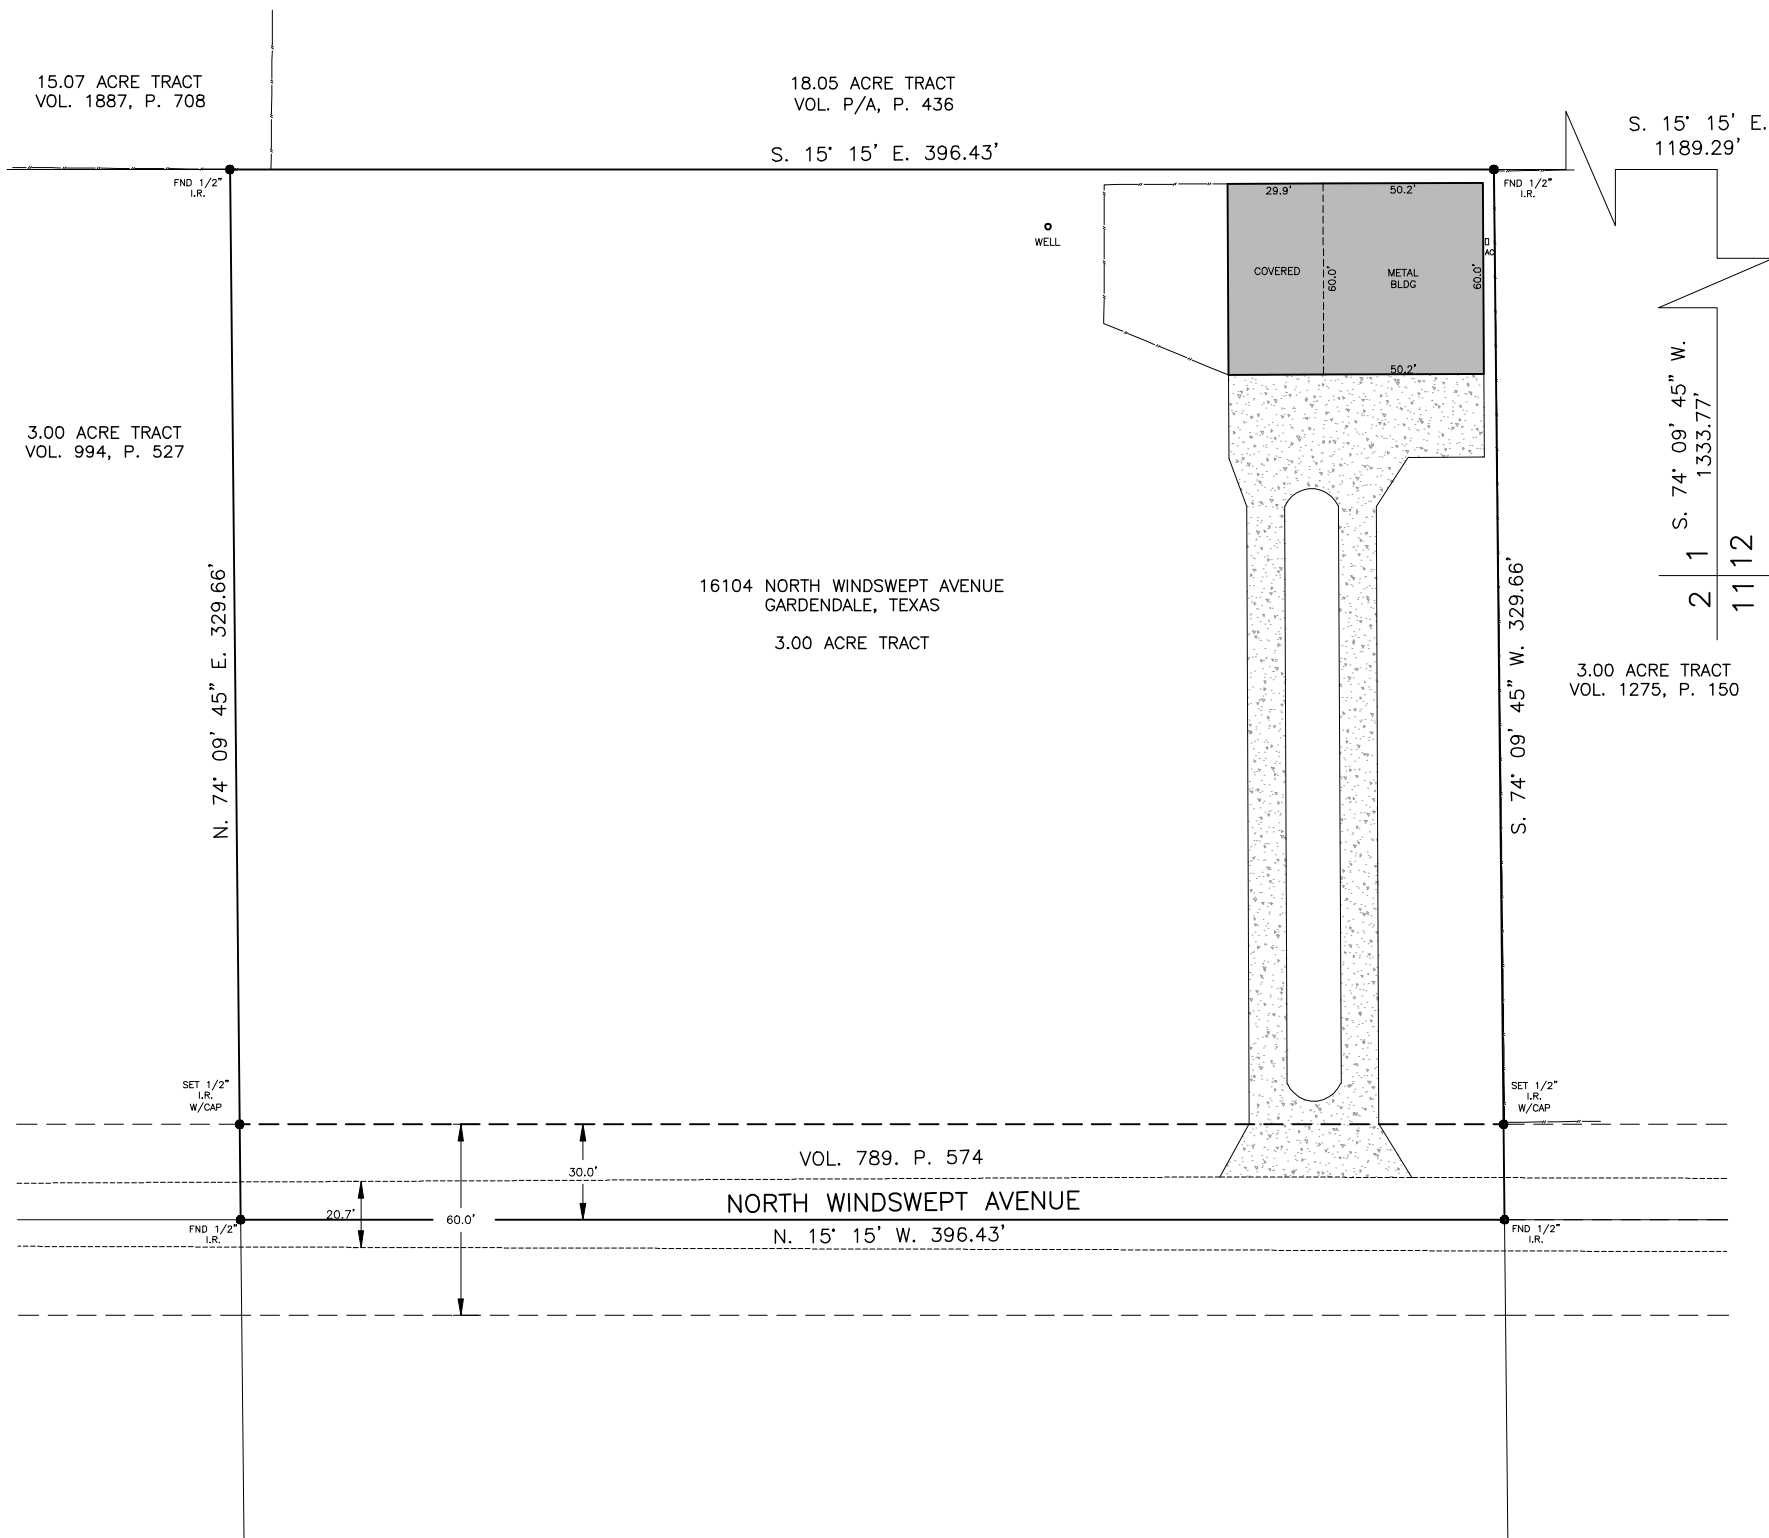 15.07 ACRE TRACT
VOL. 1887, P. 708
18.05 ACRE TRACT
VOL. P/A, P. 436
S. 15° 15' E. 396.43'
S. 15° 15' E.
1189.29'
FND 1/2"
I.R.
FND 1/2"
I.R.
29.9'
50.2'
WELL
AC
COVERED
60.0'
METAL
BLDG
60.0'
50.2'
3.00 ACRE TRACT
VOL. 994, P. 527
S. 74° 09' 45" W.
1333.77'
1
12
2
11
N. 74° 09' 45" E. 329.66'
16104 NORTH WINDSWEPT AVENUE
GARDENDALE, TEXAS
3.00 ACRE TRACT
S. 74° 09' 45" W. 329.66'
3.00 ACRE TRACT
VOL. 1275, P. 150
SET 1/2"
I.R.
W/CAP
SET 1/2"
I.R.
W/CAP
VOL. 789. P. 574
30.0'
NORTH WINDSWEPT AVENUE
20.7'
60.0'
FND 1/2"
I.R.
N. 15° 15' W. 396.43'
FND 1/2"
I.R.